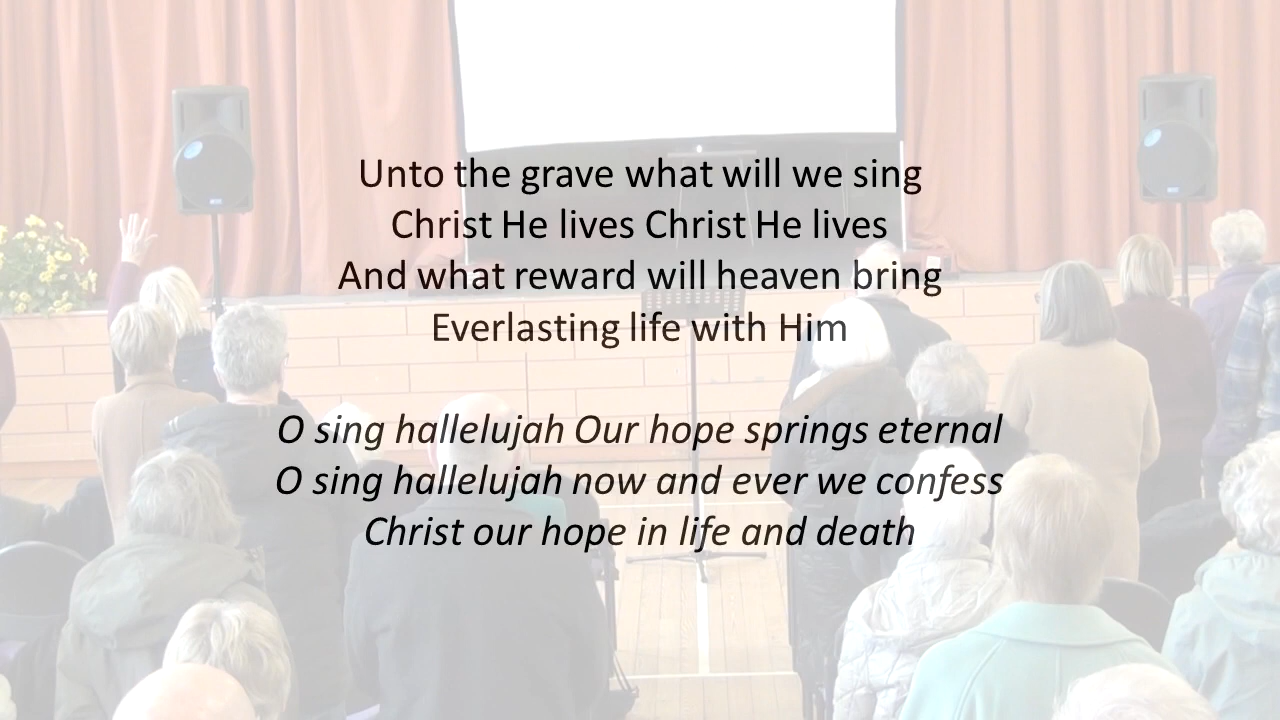 Unto the grave what will we sing
Christ He lives Christ He lives
And what reward will heaven bring
Everlasting life with Him
O sing hallelujah Our hope springs eternal
O sing hallelujah now and ever we confess
Christ our hope in life and death